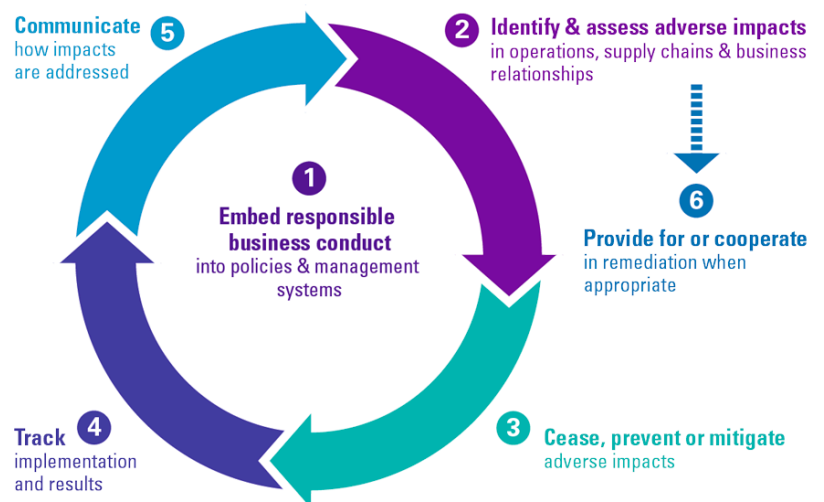 1
Embed responsible
business conduct
into policies & management
systems
2
Identify & assess adverse impacts
in operations, supply chains & business
relationships
3
Cease, prevent or mitigate
adverse impacts
4
Track
implementation
and results
5
Communicate
how impacts
are addressed
6
Provide for or cooperate
in remediation when
appropriate